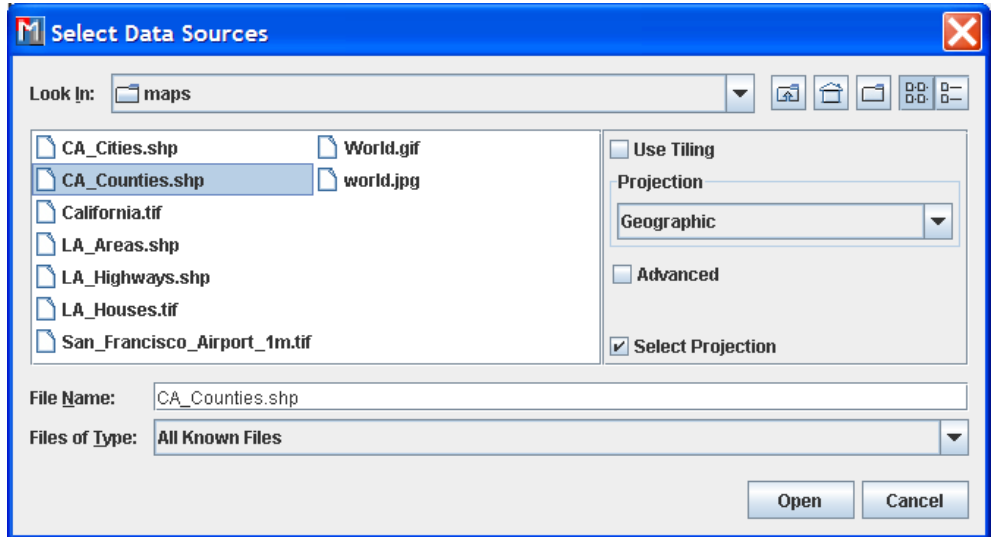 Select Data Sources
Look In: maps
CA_Cities.shp
CA_Counties.shp
California.tif
LA_Areas.shp
LA_Highways.shp
LA_Houses.tif
San_Francisco_Airport_1m.tif
World.gif
world.jpg
Use Tiling
Projection
Geographic
Advanced
Select Projection
File Name: CA_Counties.shp
Files of Type: All Known Files
Open Cancel